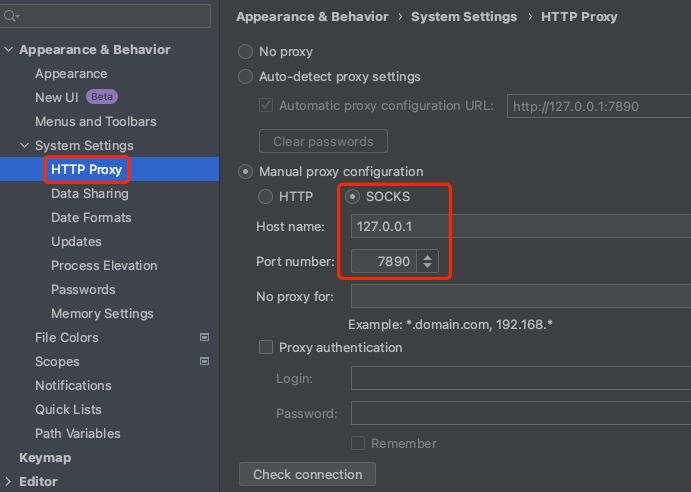 Appearance & Behavior
Appearance
New UI Beta
Menus and Toolbars
System Settings
HTTP Proxy
Data Sharing
Date Formats
Updates
Process Elevation
Passwords
Memory Settings
File Colors
Scopes
Notifications
Quick Lists
Path Variables
Keymap
Editor
Appearance & Behavior › System Settings › HTTP Proxy
No proxy
Auto-detect proxy settings
Automatic proxy configuration URL: http://127.0.0.1:7890
Clear passwords
Manual proxy configuration
HTTP SOCKS
Host name: 127.0.0.1
Port number: 7890
No proxy for:
Example: *.domain.com, 192.168.*
Proxy authentication
Login:
Password:
Remember
Check connection